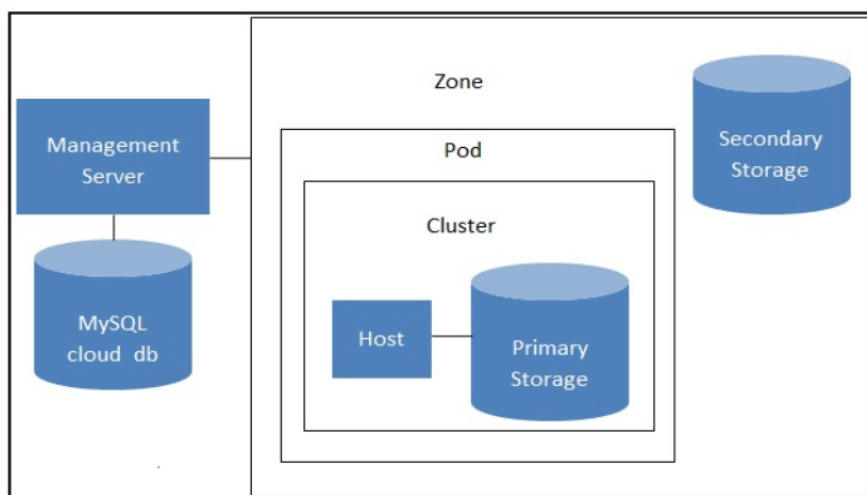 Zone
Secondary
Storage
Management
Server
Pod
Cluster
MySQL
cloud db
Host
Primary
Storage